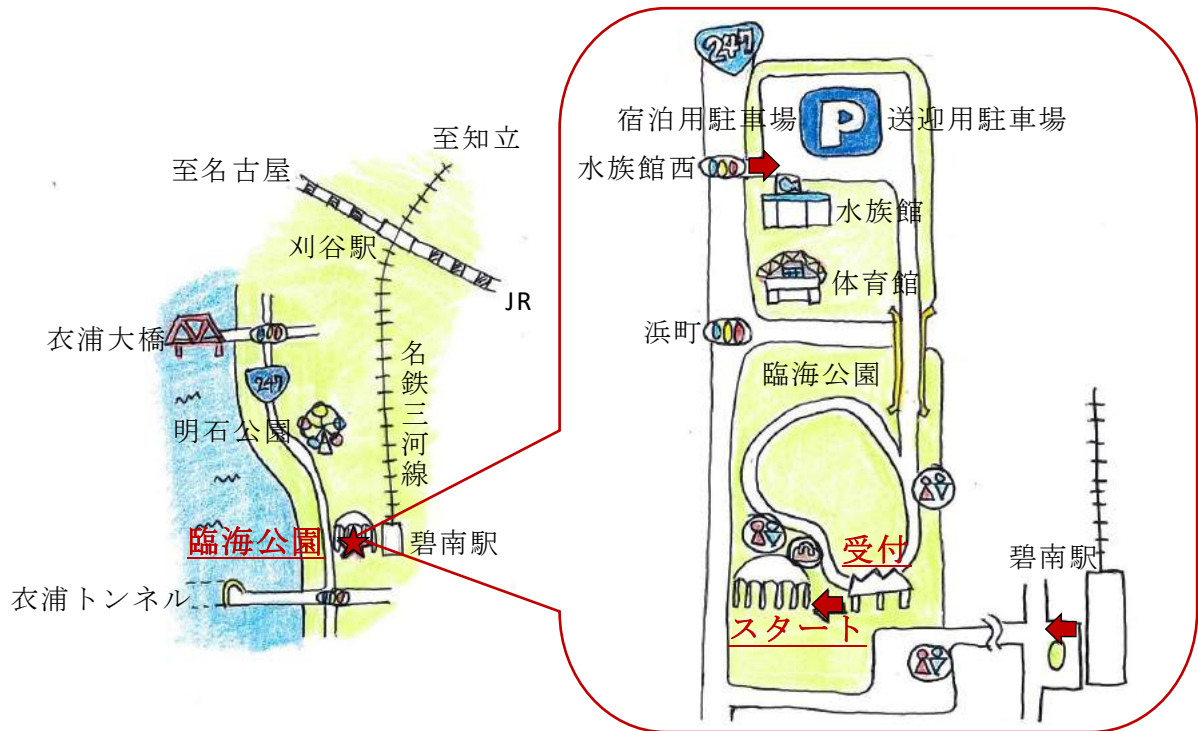 至知立
至名古屋
刈谷駅
JR
衣浦大橋
247
名鉄三河線
明石公園
臨海公園
碧南駅
衣浦トンネル
247
宿泊用駐車場
P
送迎用駐車場
水族館西
水族館
体育館
浜町
臨海公園
受付
碧南駅
スタート